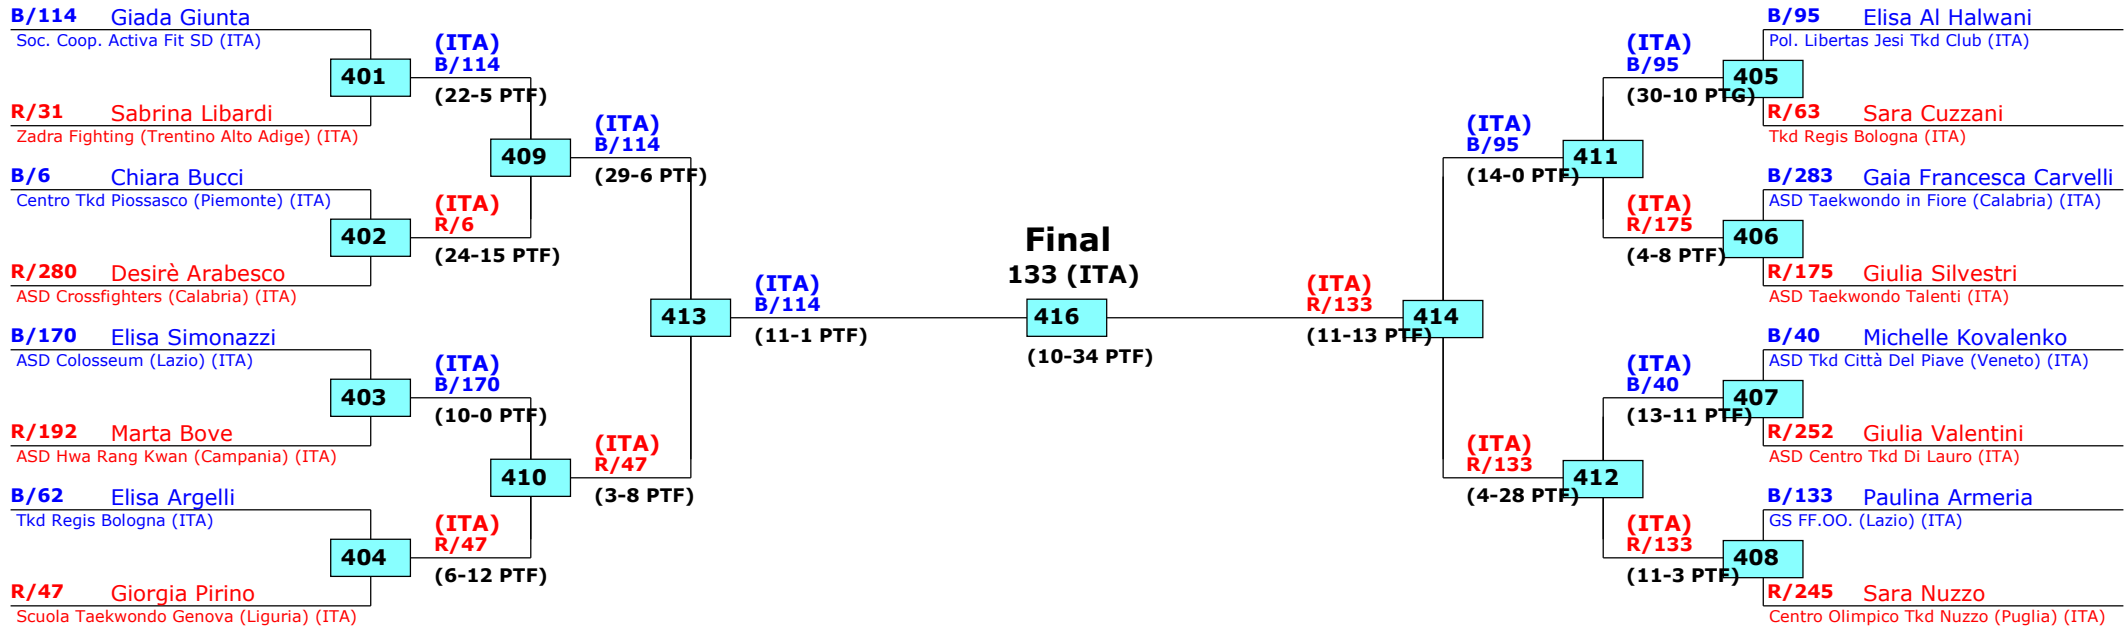 B/114 Giada Giunta
Soc. Coop. Activa Fit SD (ITA)
401
R/31 Sabrina Libardi
Zadra Fighting (Trentino Alto Adige) (ITA)
B/6 Chiara Bucci
Centro Tkd Piossasco (Piemonte) (ITA)
402
R/280 Desirè Arabesco
ASD Crossfighters (Calabria) (ITA)
B/170 Elisa Simonazzi
ASD Colosseum (Lazio) (ITA)
403
R/192 Marta Bove
ASD Hwa Rang Kwan (Campania) (ITA)
B/62 Elisa Argelli
Tkd Regis Bologna (ITA)
404
R/47 Giorgia Pirino
Scuola Taekwondo Genova (Liguria) (ITA)
(ITA)
B/114
(22-5 PTF)
409
(ITA)
R/6
(24-15 PTF)
(ITA)
B/170
(10-0 PTF)
410
(ITA)
R/47
(6-12 PTF)
(ITA)
B/114
(29-6 PTF)
413
(ITA)
R/47
(3-8 PTF)
(ITA)
B/114
(11-1 PTF)
Final
133 (ITA)
416
(10-34 PTF)
(ITA)
R/133
(11-13 PTF)
414
(ITA)
B/95
(14-0 PTF)
411
(ITA)
R/133
(4-28 PTF)
412
(ITA)
B/95
(30-10 PTG)
405
(ITA)
R/175
(4-8 PTF)
406
(ITA)
B/40
(13-11 PTF)
407
(ITA)
R/133
(11-3 PTF)
408
B/95 Elisa Al Halwani
Pol. Libertas Jesi Tkd Club (ITA)
R/63 Sara Cuzzani
Tkd Regis Bologna (ITA)
B/283 Gaia Francesca Carvelli
ASD Taekwondo in Fiore (Calabria) (ITA)
R/175 Giulia Silvestri
ASD Taekwondo Talenti (ITA)
B/40 Michelle Kovalenko
ASD Tkd Città Del Piave (Veneto) (ITA)
R/252 Giulia Valentini
ASD Centro Tkd Di Lauro (ITA)
B/133 Paulina Armeria
GS FF.OO. (Lazio) (ITA)
R/245 Sara Nuzzo
Centro Olimpico Tkd Nuzzo (Puglia) (ITA)